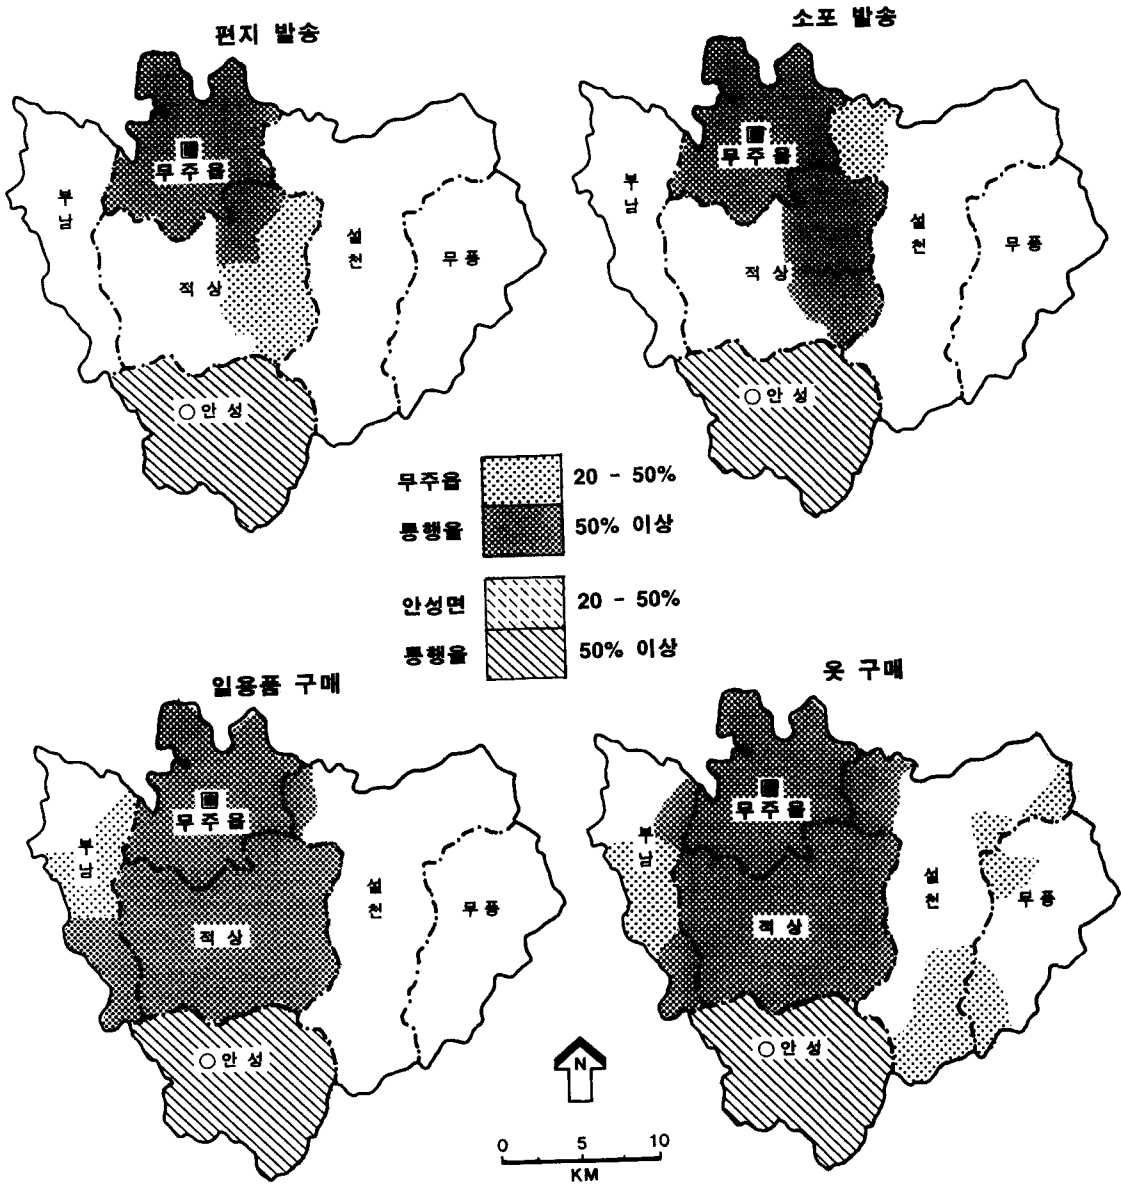 편지 발송
소포 발송
무주읍
부남
적상
설천
무풍
안성
무주읍
부남
적상
설천
무풍
안성
무주읍 20 - 50%
통행율 50% 이상
안성면 20 - 50%
통행율 50% 이상
일용품 구매
옷 구매
무주읍
부남
적상
설천
무풍
안성
무주읍
부남
적상
설천
무풍
안성
N
0 5 10
KM